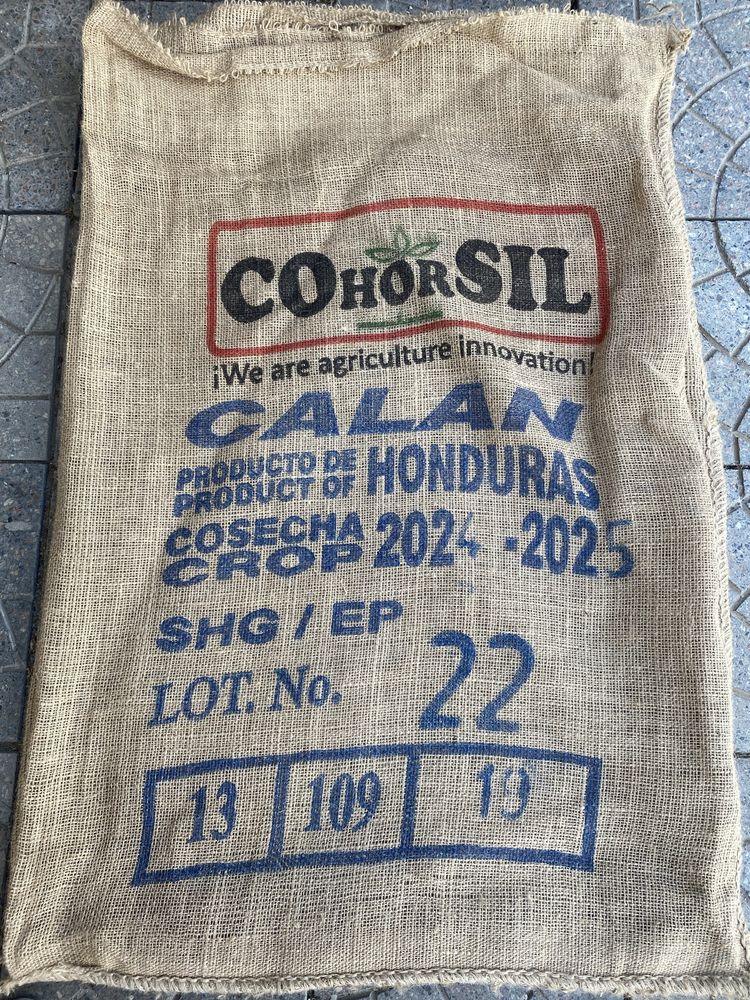 COHORSIL
¡We are agriculture innovation!
CALAN
PRODUCTO DE
PRODUCT OF HONDURAS
COSECHA
CROP 2024 - 2025
SHG / EP
LOT. No. 22
13 109 19